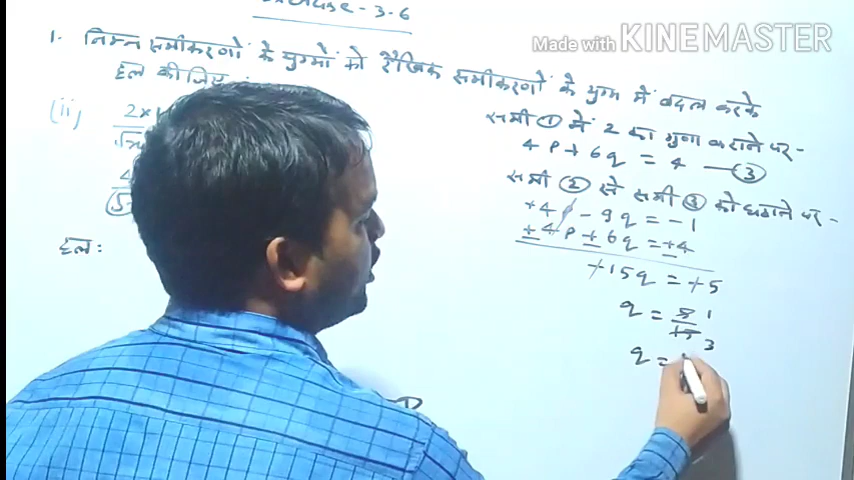 3.6
Made with KINEMASTER
1. निम्न समीकरणों के युग्मों को रैखिक समीकरणों के युग्म में बदल करके
हल कीजिए
(ii) 2
4
हल:
समी ① में 2 का गुणा कराने पर-
4p + 6q = 4 — ③
समी ② से समी ③ को घटाने पर-
+4p - 9q = -1
± 4p ± 6q = ±4
+15q = +5
q = 5 1
15 3
q =